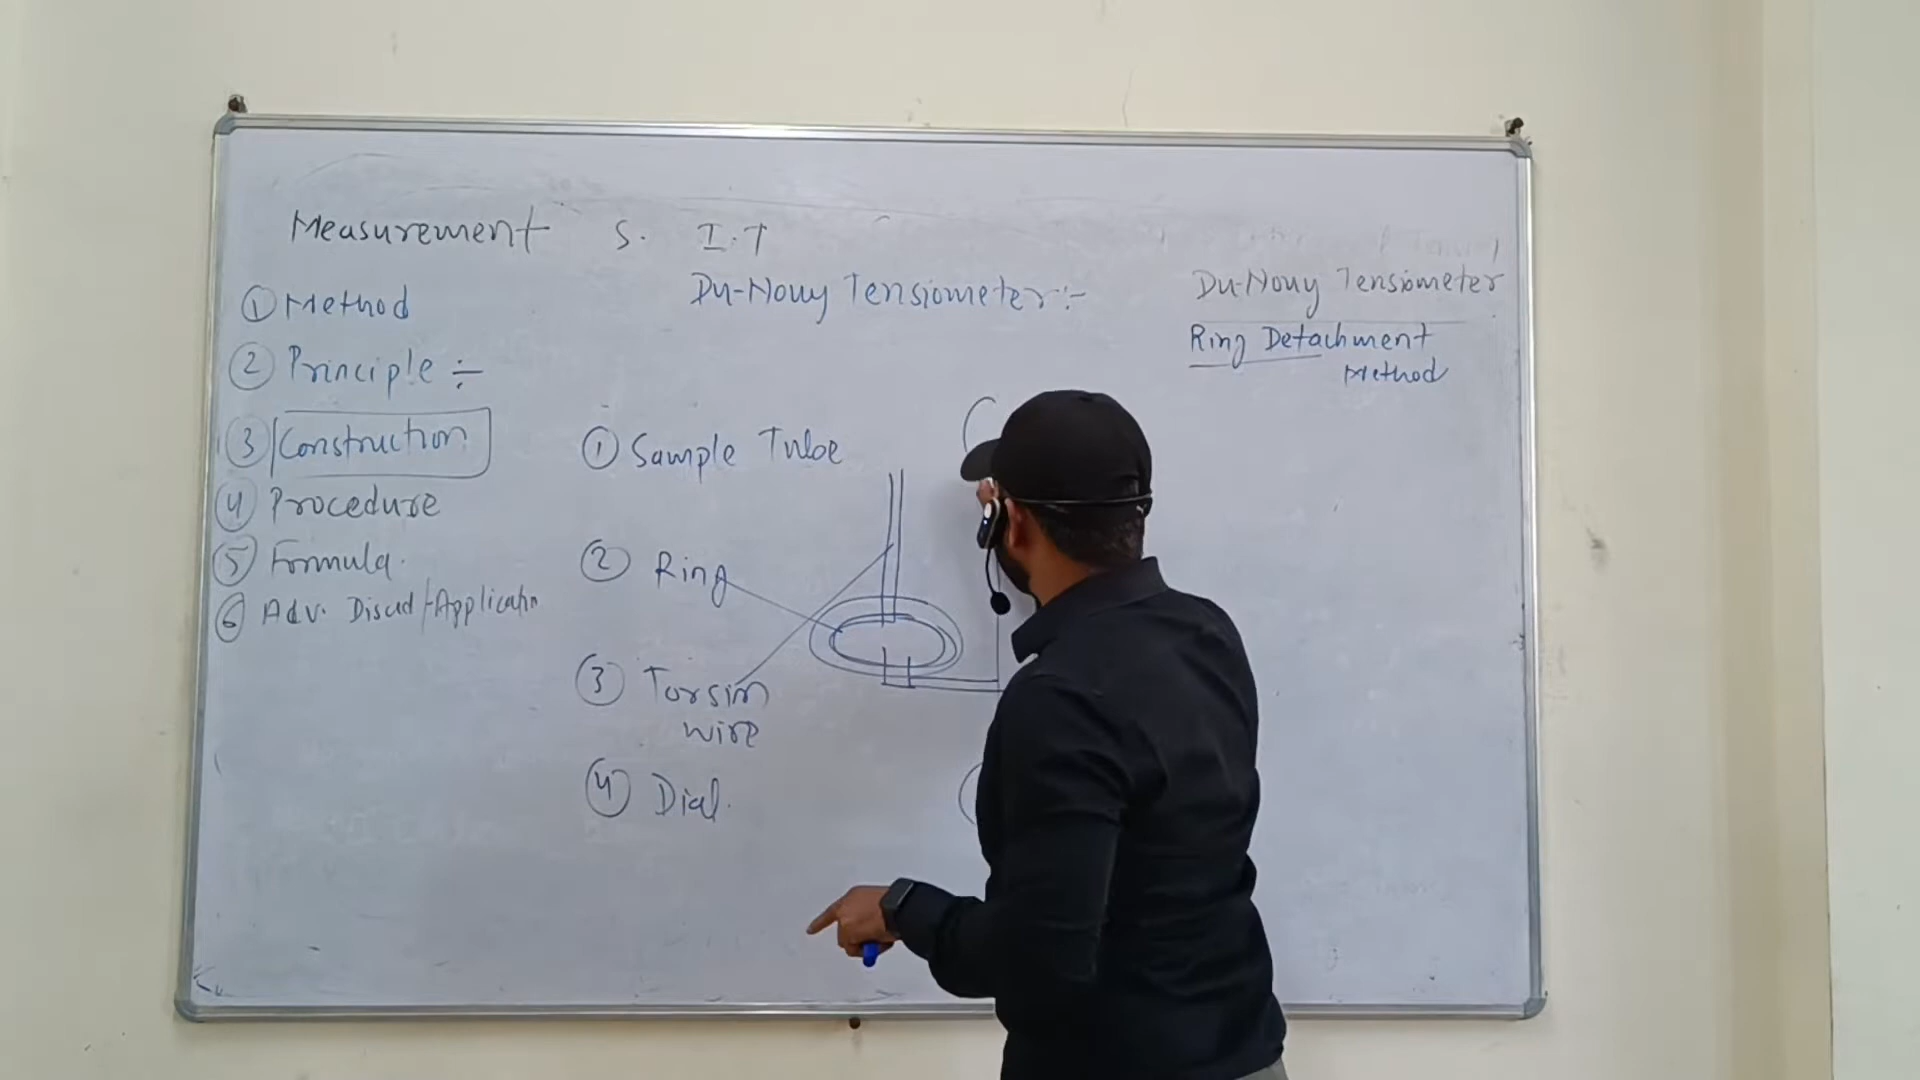 Measurement S. I.T
Du-Nouy Tensiometer:-
① Method
② Principle ÷
③ Construction
④ Procedure
⑤ Formula.
⑥ Adv. Disad/-Applicatn
① Sample Tube
② Ring
③ Torsion
wire
④ Dial.
Du-Nouy Tensiometer
Ring Detachment
Method